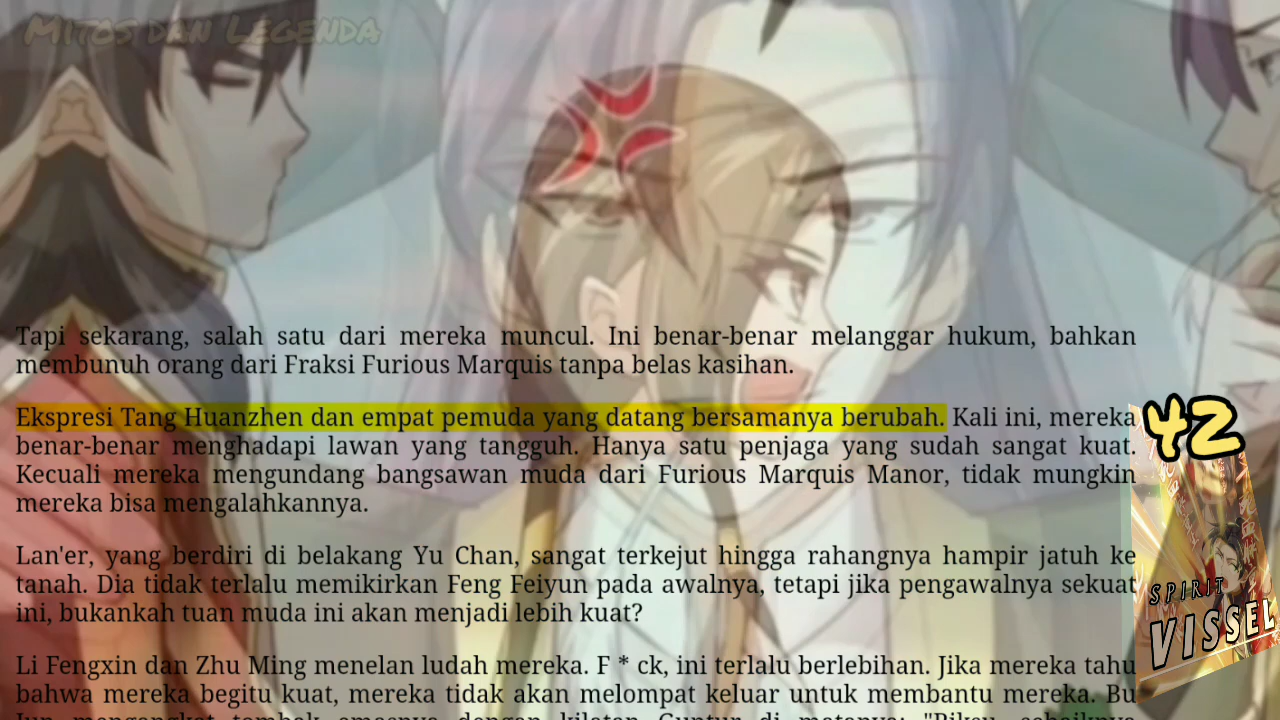 Mitos dan Legenda
Tapi sekarang, salah satu dari mereka muncul. Ini benar-benar melanggar hukum, bahkan
membunuh orang dari Fraksi Furious Marquis tanpa belas kasihan.
Ekspresi Tang Huanzhen dan empat pemuda yang datang bersamanya berubah. Kali ini, mereka
benar-benar menghadapi lawan yang tangguh. Hanya satu penjaga yang sudah sangat kuat.
Kecuali mereka mengundang bangsawan muda dari Furious Marquis Manor, tidak mungkin
mereka bisa mengalahkannya.
42
Lan'er, yang berdiri di belakang Yu Chan, sangat terkejut hingga rahangnya hampir jatuh ke
tanah. Dia tidak terlalu memikirkan Feng Feiyun pada awalnya, tetapi jika pengawalnya sekuat
ini, bukankah tuan muda ini akan menjadi lebih kuat?
SPIRIT
VISSEL
Li Fengxin dan Zhu Ming menelan ludah mereka. F * ck, ini terlalu berlebihan. Jika mereka tahu
bahwa mereka begitu kuat, mereka tidak akan melompat keluar untuk membantu mereka. Bu